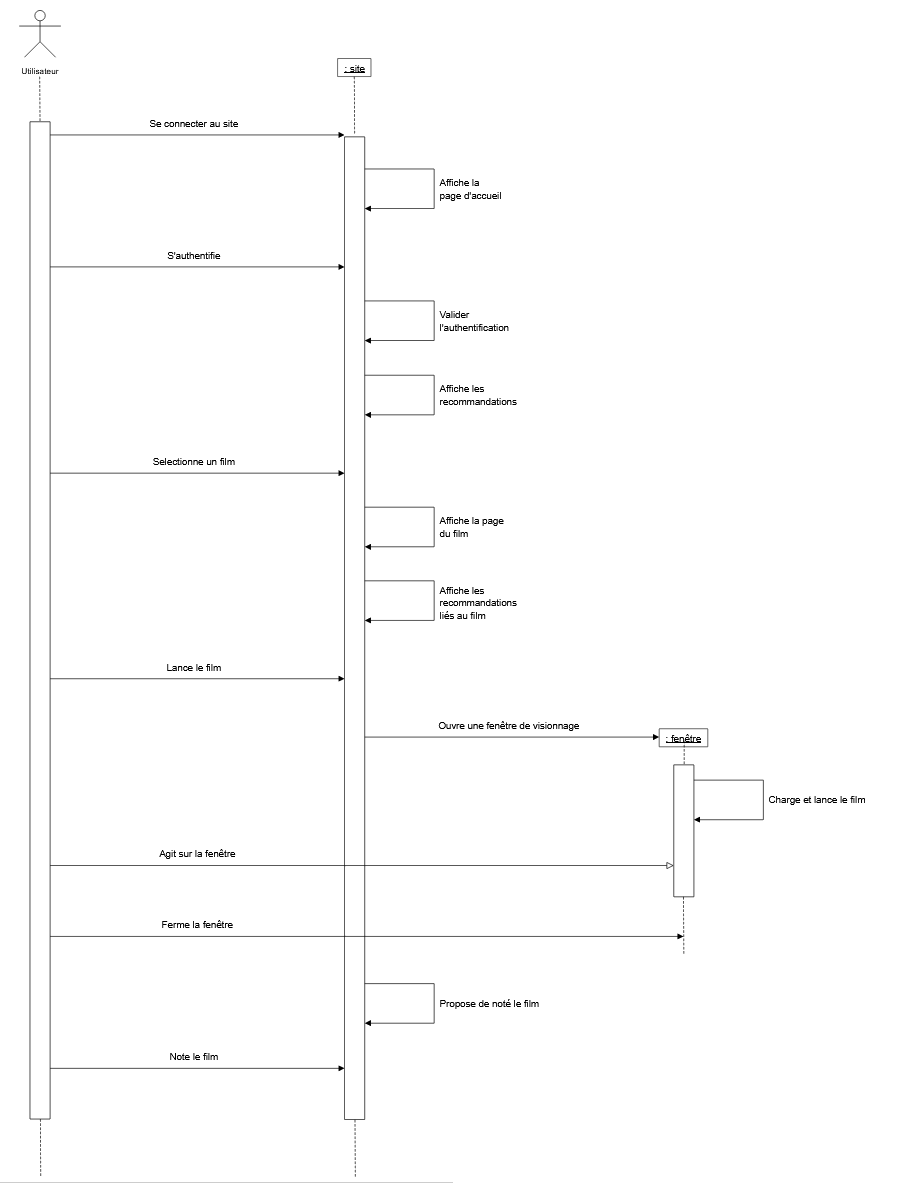 Utilisateur
: site
Se connecter au site
Affiche la
page d'accueil
S'authentifie
Valider
l'authentification
Affiche les
recommandations
Selectionne un film
Affiche la page
du film
Affiche les
recommandations
liés au film
Lance le film
Ouvre une fenêtre de visionnage
: fenêtre
Charge et lance le film
Agit sur la fenêtre
Ferme la fenêtre
Propose de noté le film
Note le film